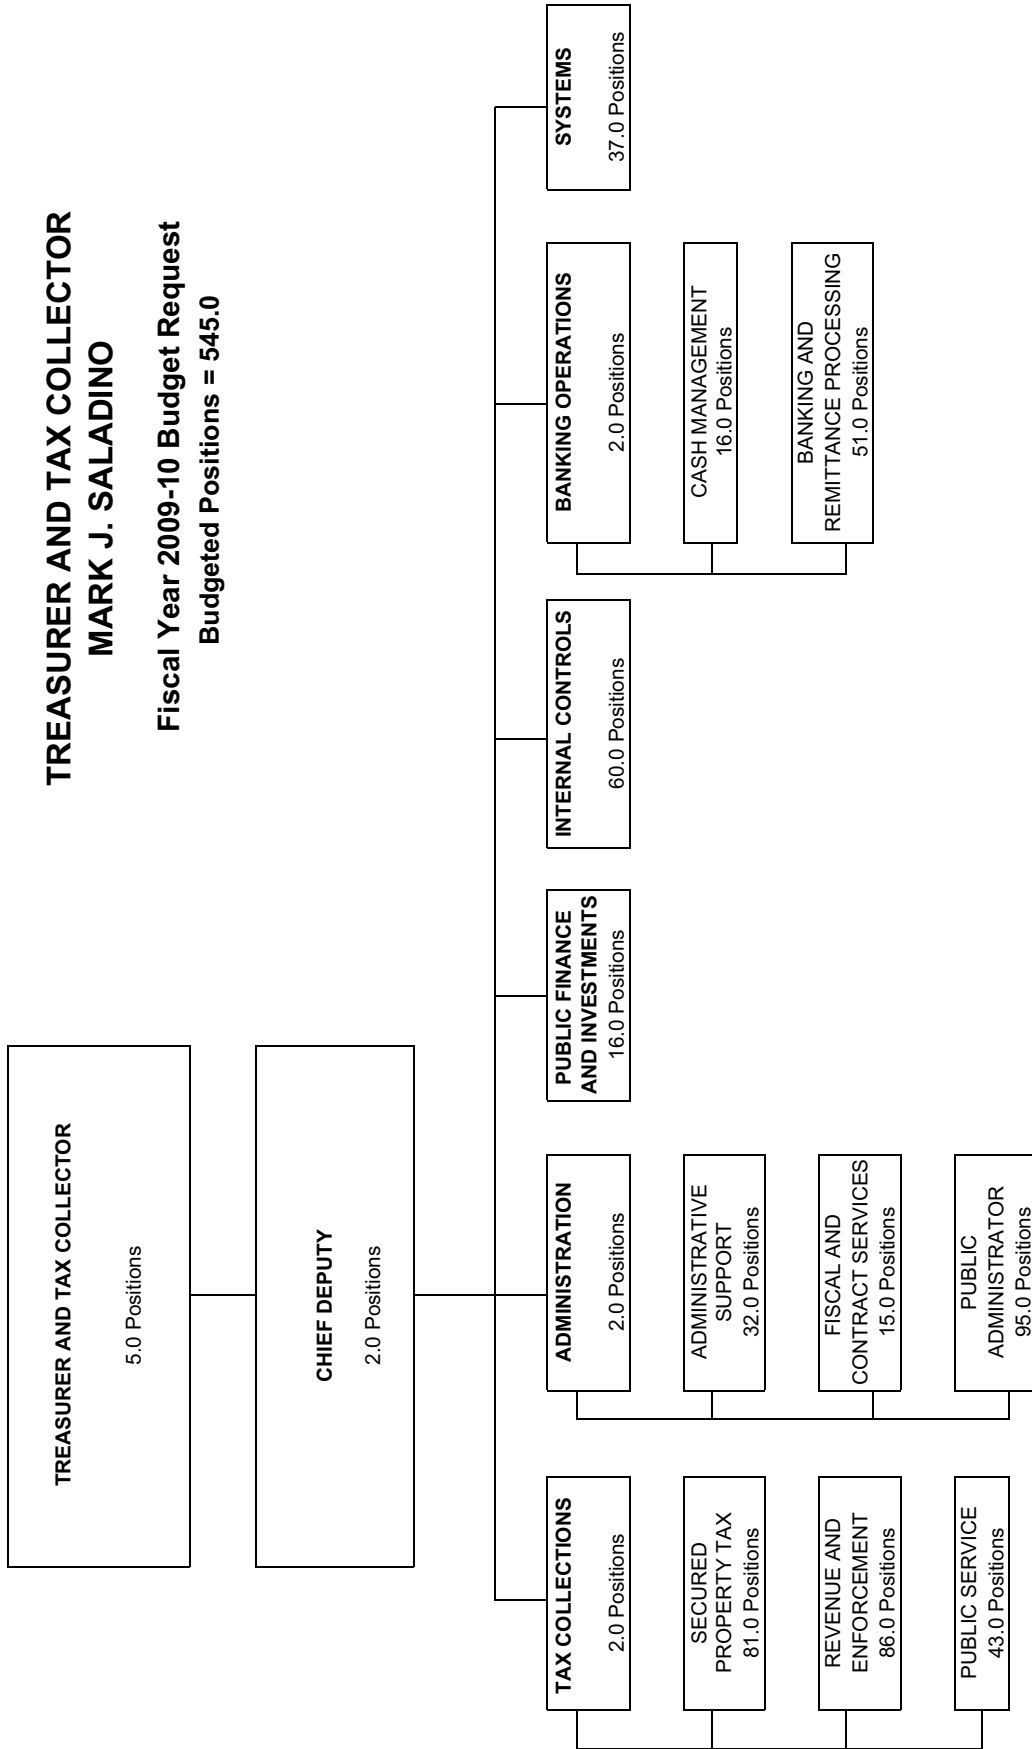 TREASURER AND TAX COLLECTOR
MARK J. SALADINO
Fiscal Year 2009-10 Budget Request
Budgeted Positions = 545.0
TREASURER AND TAX COLLECTOR
5.0 Positions
CHIEF DEPUTY
2.0 Positions
TAX COLLECTIONS
2.0 Positions
SECURED
PROPERTY TAX
81.0 Positions
REVENUE AND
ENFORCEMENT
86.0 Positions
PUBLIC SERVICE
43.0 Positions
ADMINISTRATION
2.0 Positions
ADMINISTRATIVE
SUPPORT
32.0 Positions
FISCAL AND
CONTRACT SERVICES
15.0 Positions
PUBLIC
ADMINISTRATOR
95.0 Positions
PUBLIC FINANCE
AND INVESTMENTS
16.0 Positions
INTERNAL CONTROLS
60.0 Positions
BANKING OPERATIONS
2.0 Positions
CASH MANAGEMENT
16.0 Positions
BANKING AND
REMITTANCE PROCESSING
51.0 Positions
SYSTEMS
37.0 Positions